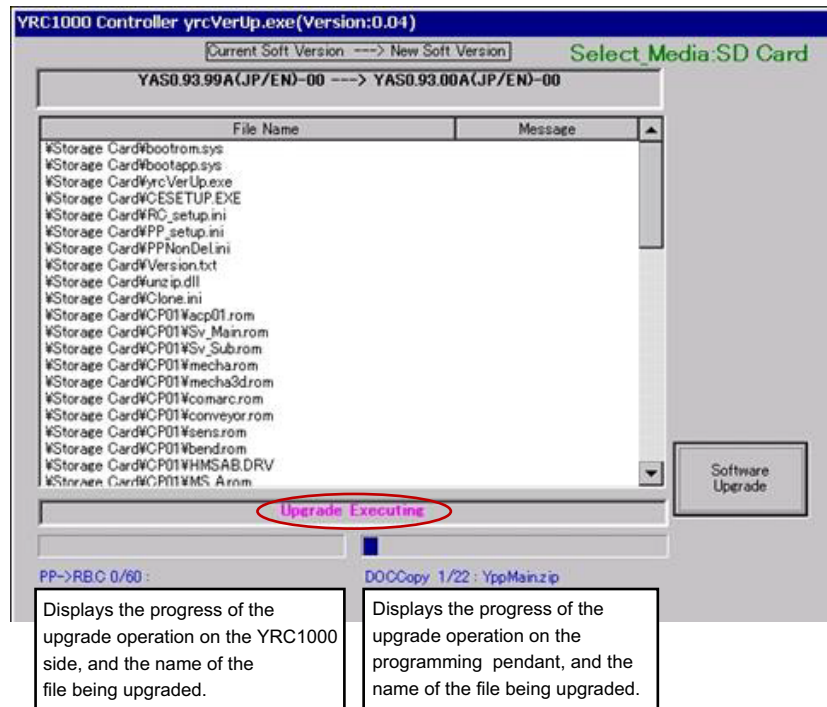 YRC1000 Controller yrcVerUp.exe(Version:0.04)
Current Soft Version ---> New Soft Version
Select_Media:SD Card
YAS0.93.99A(JP/EN)-00 ---> YAS0.93.00A(JP/EN)-00
File Name Message
¥Storage Card¥bootrom.sys
¥Storage Card¥bootapp.sys
¥Storage Card¥yrcVerUp.exe
¥Storage Card¥CESETUP.EXE
¥Storage Card¥RC_setup.ini
¥Storage Card¥PP_setup.ini
¥Storage Card¥PPNonDel.ini
¥Storage Card¥Version.txt
¥Storage Card¥unzip.dll
¥Storage Card¥Clone.ini
¥Storage Card¥CP01¥acp01.rom
¥Storage Card¥CP01¥Sv_Main.rom
¥Storage Card¥CP01¥Sv_Sub.rom
¥Storage Card¥CP01¥mecha.rom
¥Storage Card¥CP01¥mecha3d.rom
¥Storage Card¥CP01¥comarc.rom
¥Storage Card¥CP01¥conveyor.rom
¥Storage Card¥CP01¥sens.rom
¥Storage Card¥CP01¥bend.rom
¥Storage Card¥CP01¥HMSAB.DRV
¥Storage Card¥CP01¥MS_A.rom
Software
Upgrade
Upgrade Executing
PP->RB.C 0/60 :
DOCCopy 1/22 : YppMain.zip
Displays the progress of the
upgrade operation on the YRC1000
side, and the name of the
file being upgraded.
Displays the progress of the
upgrade operation on the
programming pendant, and the
name of the file being upgraded.